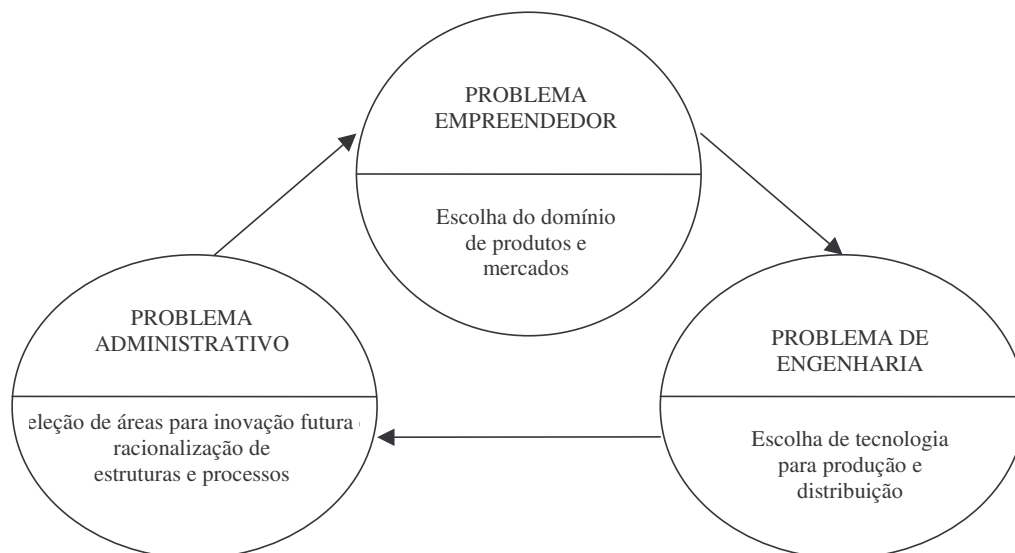 PROBLEMA
EMPREENDEDOR
Escolha do domínio
de produtos e
mercados
PROBLEMA
ADMINISTRATIVO
eleção de áreas para inovação futura
racionalização de
estruturas e processos
PROBLEMA DE
ENGENHARIA
Escolha de tecnologia
para produção e
distribuição